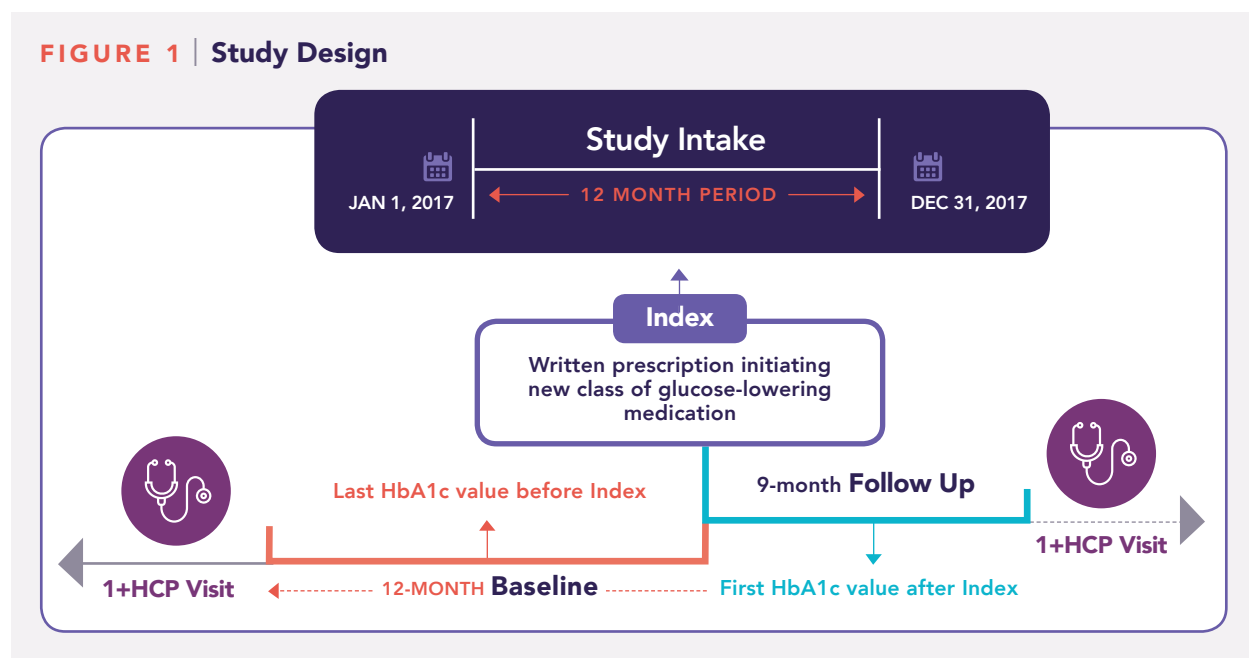 FIGURE 1 | Study Design
Study Intake
JAN 1, 2017
12 MONTH PERIOD
DEC 31, 2017
Index
Written prescription initiating
new class of glucose-lowering
medication
Last HbA1c value before Index
9-month Follow Up
1+HCP Visit
1+HCP Visit
12-MONTH Baseline
First HbA1c value after Index